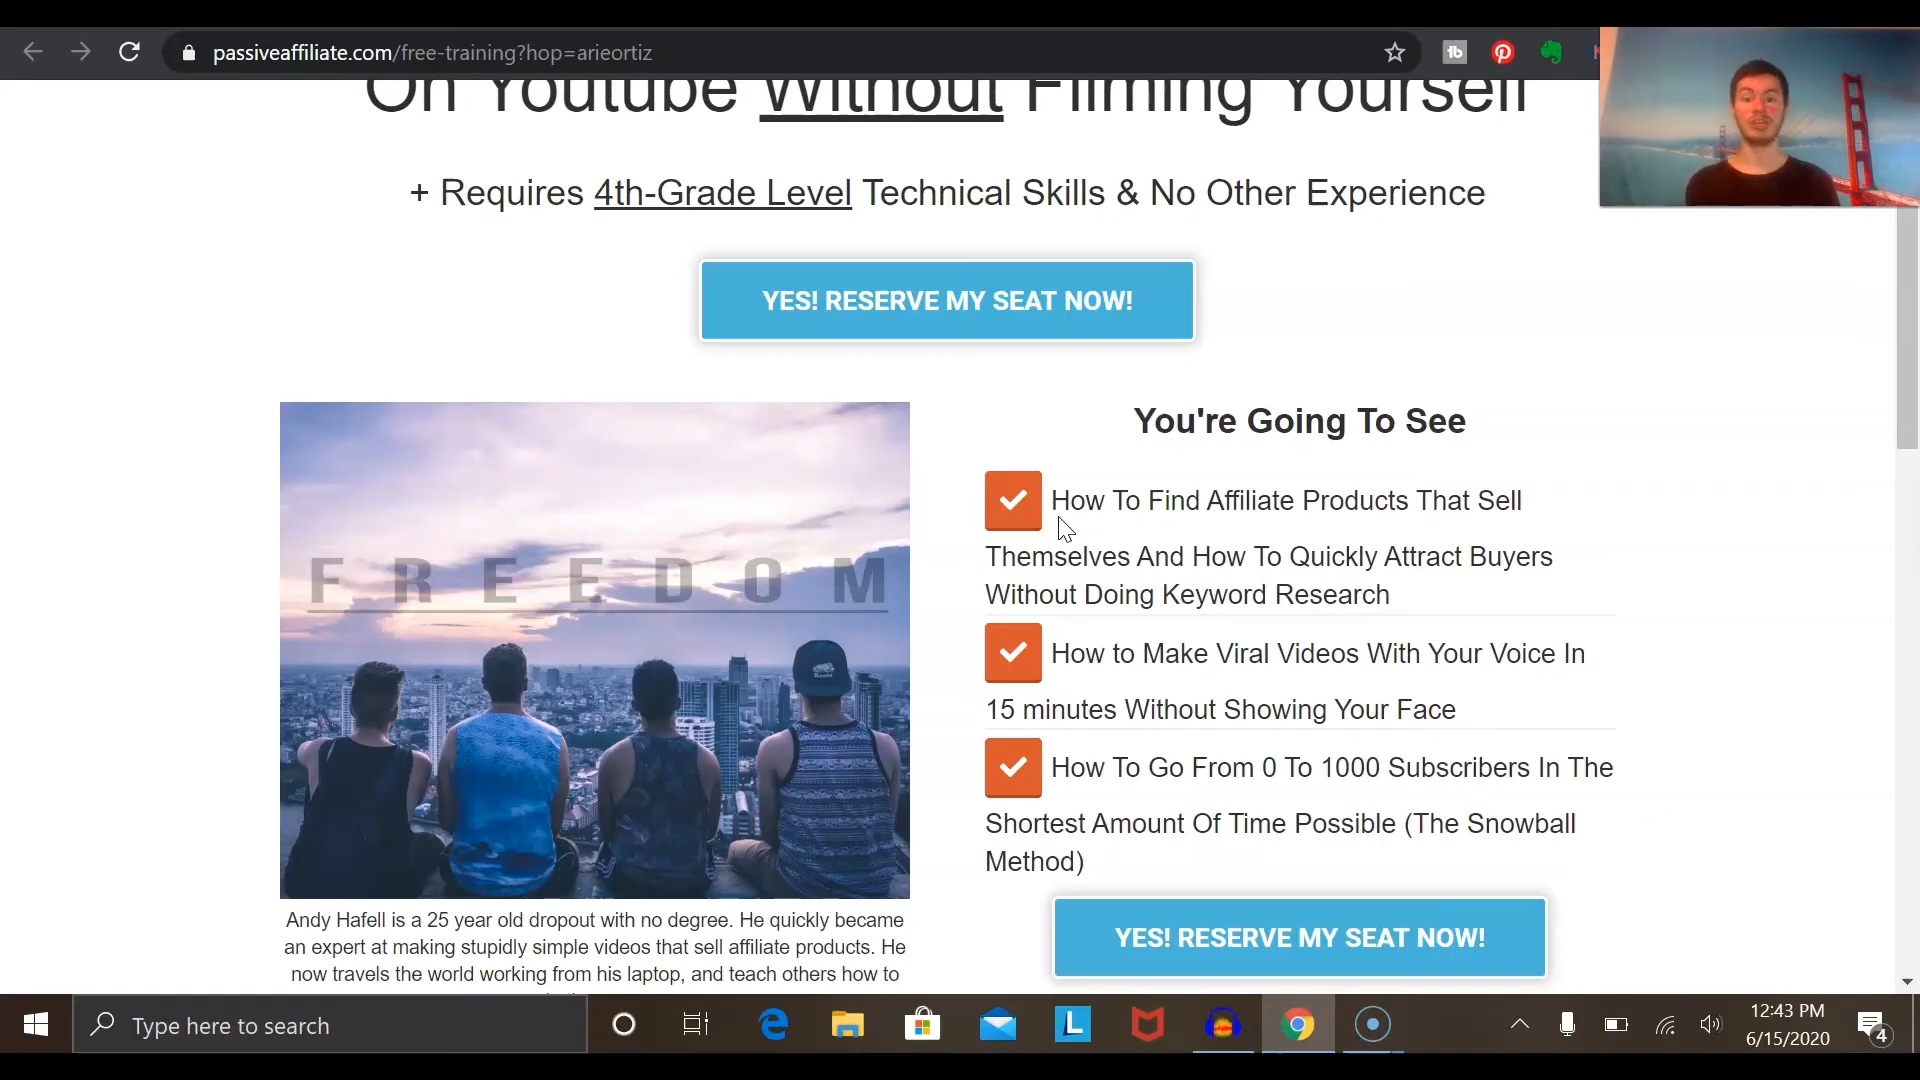 passiveaffiliate.com/free-training?hop=arieortiz
On Youtube Without Filming Yourself
+ Requires 4th-Grade Level Technical Skills & No Other Experience
YES! RESERVE MY SEAT NOW!
FREEDOM
You're Going To See
How To Find Affiliate Products That Sell
Themselves And How To Quickly Attract Buyers
Without Doing Keyword Research
How to Make Viral Videos With Your Voice In
15 minutes Without Showing Your Face
How To Go From 0 To 1000 Subscribers In The
Shortest Amount Of Time Possible (The Snowball
Method)
YES! RESERVE MY SEAT NOW!
Andy Hafell is a 25 year old dropout with no degree. He quickly became
an expert at making stupidly simple videos that sell affiliate products. He
now travels the world working from his laptop, and teach others how to
Type here to search
12:43 PM
6/15/2020
4